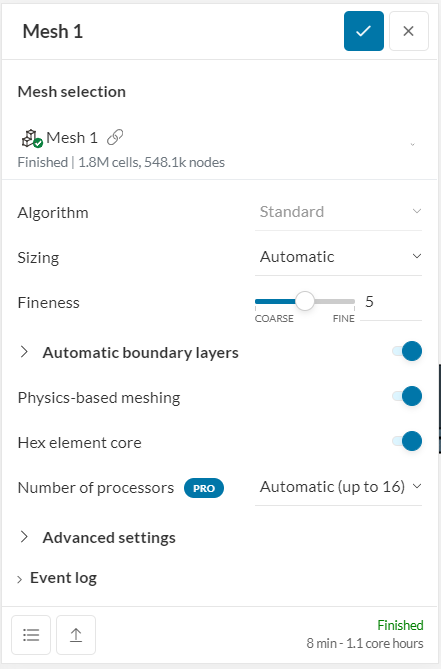 Mesh 1
Mesh selection
Mesh 1
Finished | 1.8M cells, 548.1k nodes
Algorithm Standard
Sizing Automatic
Fineness 5
COARSE FINE
Automatic boundary layers
Physics-based meshing
Hex element core
Number of processors PRO Automatic (up to 16)
Advanced settings
Event log
Finished
8 min - 1.1 core hours